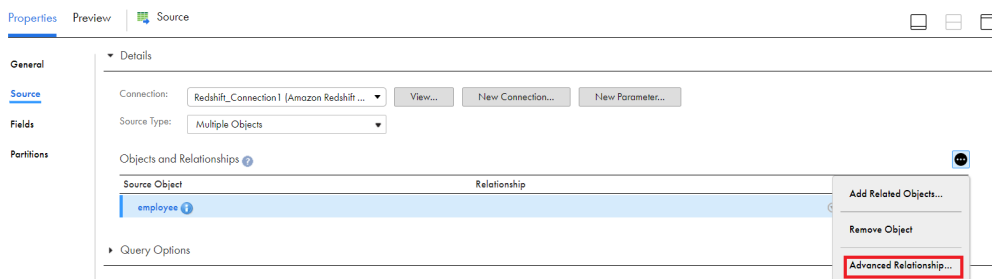 Properties Preview Source
General
Source
Fields
Partitions
Details
Connection: Redshift_Connection1 (Amazon Redshift ... View... New Connection... New Parameter...
Source Type: Multiple Objects
Objects and Relationships ?
Source Object Relationship
employee i
Add Related Objects...
Remove Object
Advanced Relationship...
Query Options